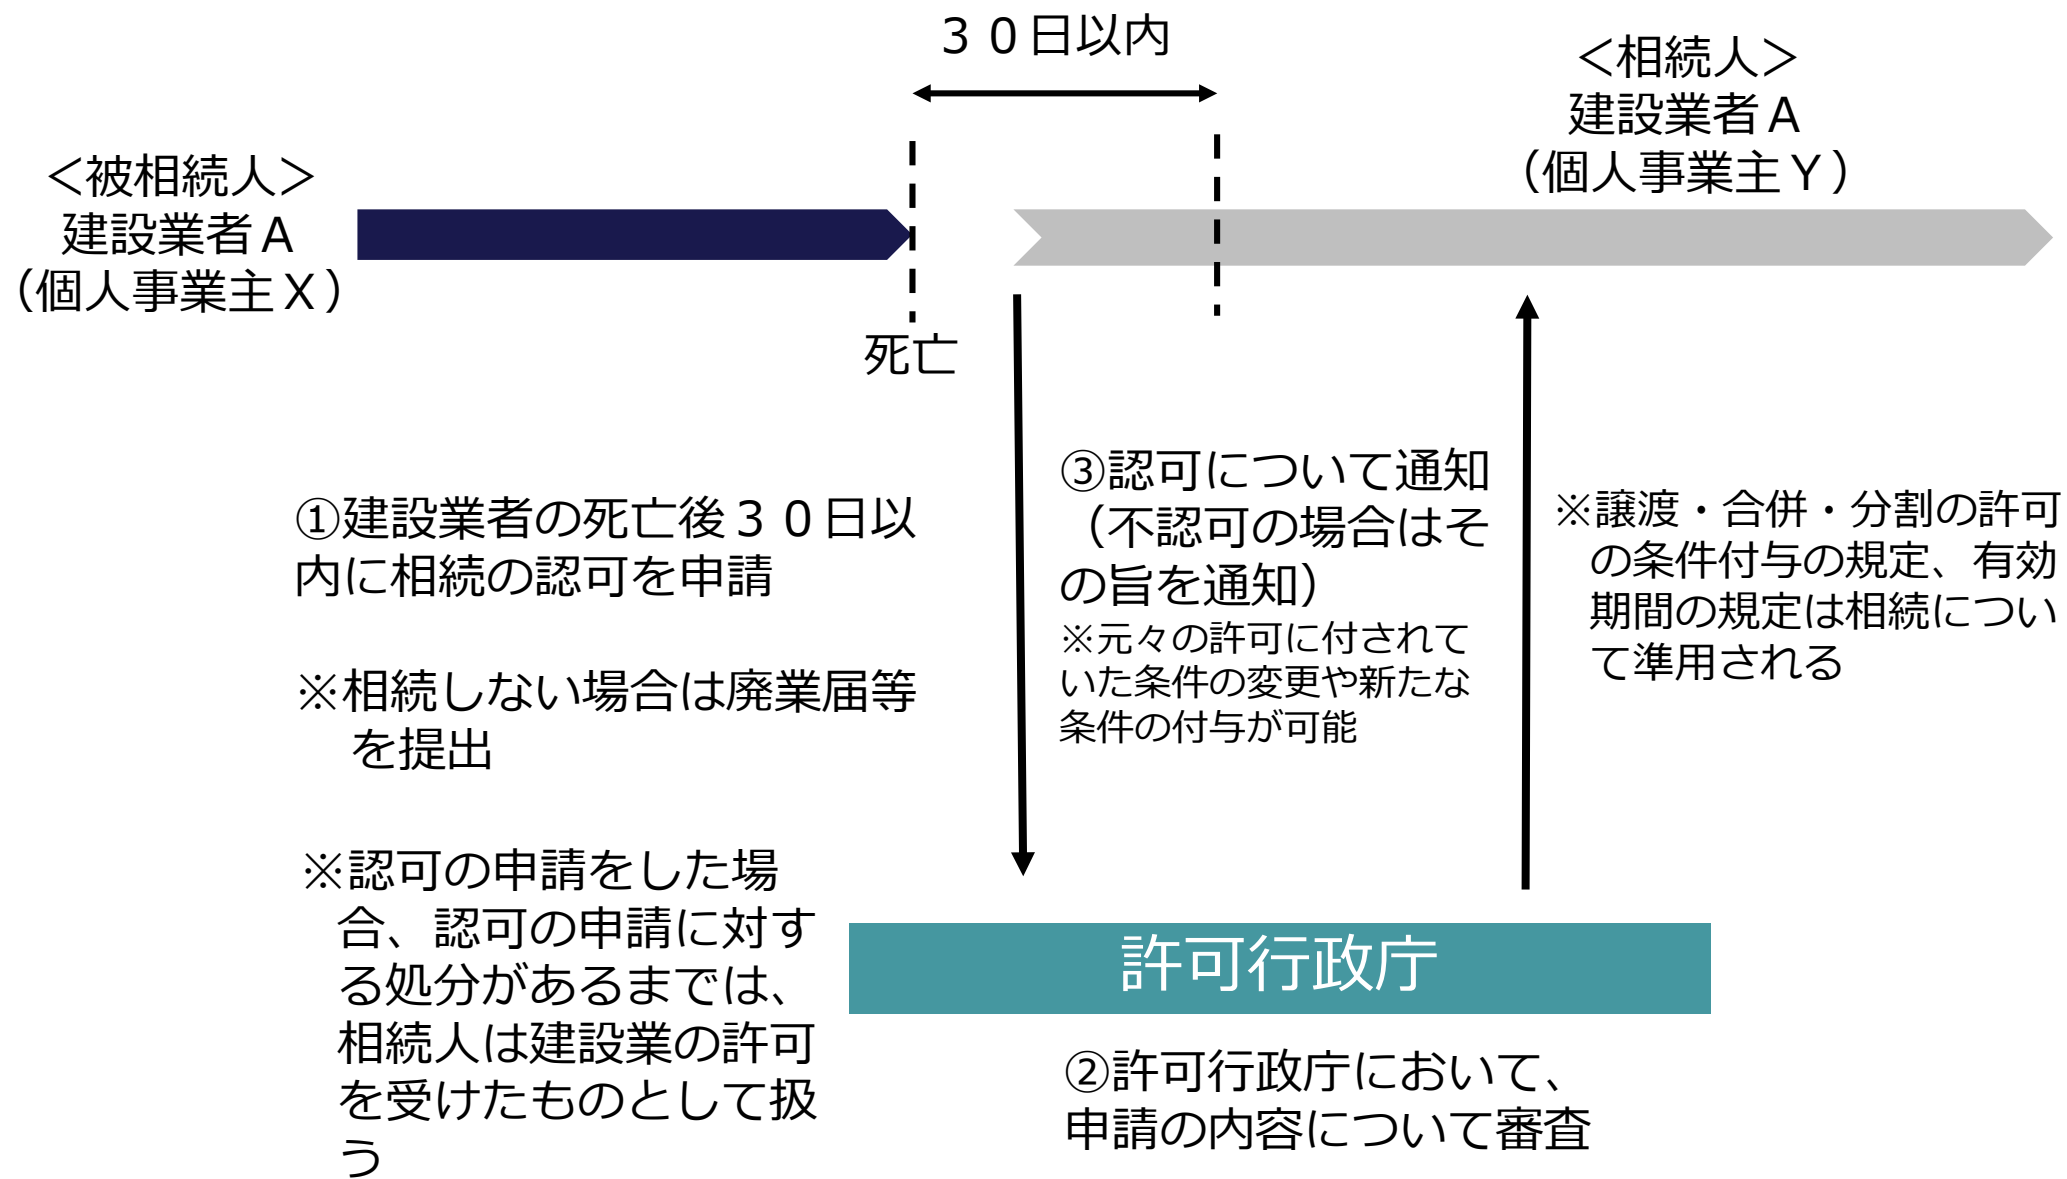 ３０日以内
＜相続人＞
建設業者Ａ
（個人事業主Ｙ）
＜被相続人＞
建設業者Ａ
（個人事業主Ｘ）
死亡
①建設業者の死亡後３０日以
内に相続の認可を申請
※相続しない場合は廃業届等
を提出
※認可の申請をした場
合、認可の申請に対す
る処分があるまでは、
相続人は建設業の許可
を受けたものとして扱
う
③認可について通知
（不認可の場合はそ
の旨を通知）
※元々の許可に付されて
いた条件の変更や新たな
条件の付与が可能
※譲渡・合併・分割の許可
の条件付与の規定、有効
期間の規定は相続につい
て準用される
許可行政庁
②許可行政庁において、
申請の内容について審査